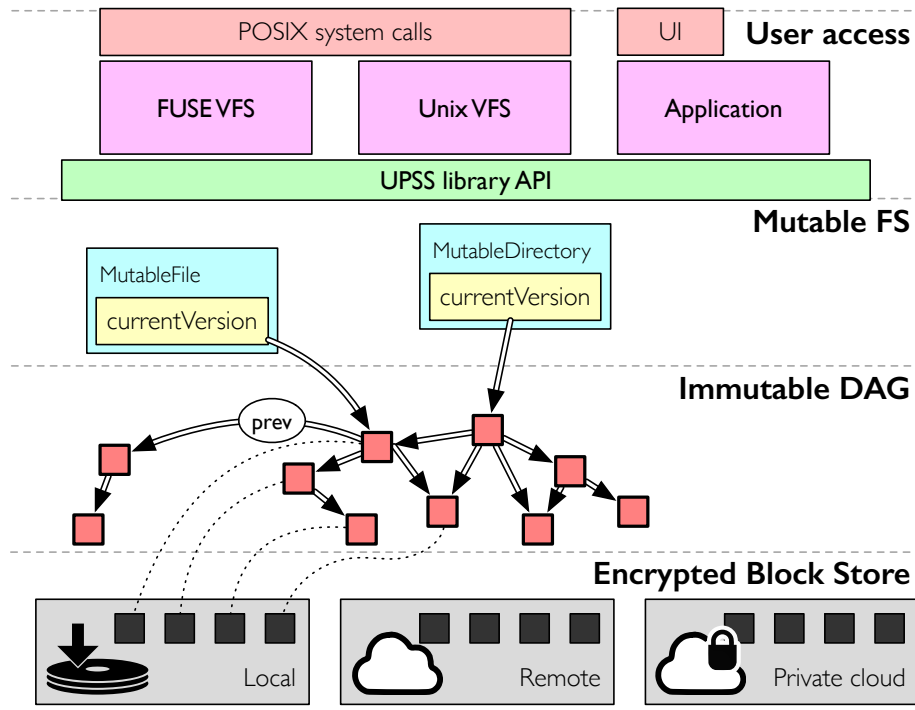 POSIX system calls
UI
User access
FUSE VFS
Unix VFS
Application
UPSS library API
Mutable FS
MutableFile
currentVersion
MutableDirectory
currentVersion
Immutable DAG
prev
Encrypted Block Store
Local
Remote
Private cloud